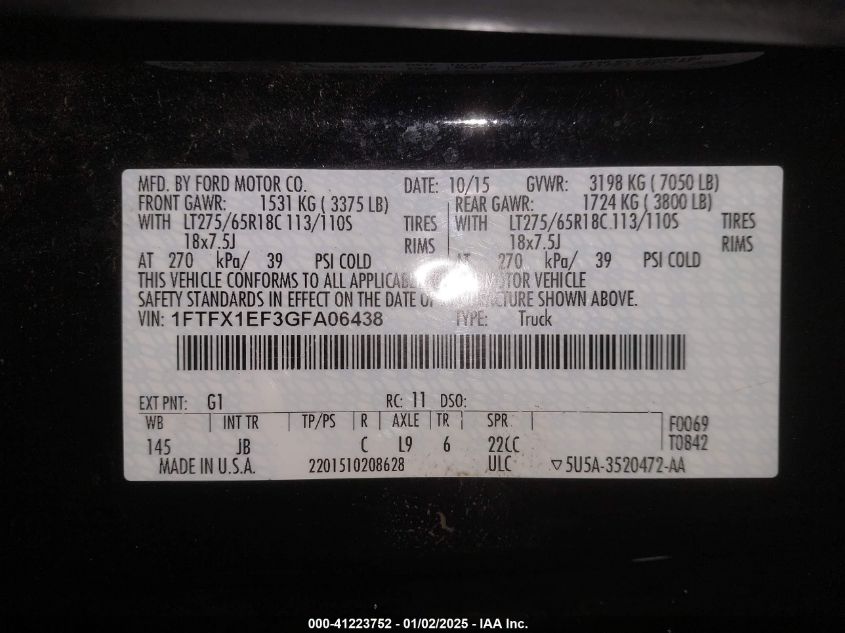 MFD. BY FORD MOTOR CO. DATE: 10/15 GVWR: 3198 KG ( 7050 LB)
FRONT GAWR: 1531 KG ( 3375 LB) REAR GAWR: 1724 KG ( 3800 LB)
WITH LT275/65R18C 113/110S TIRES WITH LT275/65R18C 113/110S TIRES
18x7.5J RIMS 18x7.5J RIMS
AT 270 kPa/ 39 PSI COLD AT 270 kPa/ 39 PSI COLD
THIS VEHICLE CONFORMS TO ALL APPLICABLE MOTOR VEHICLE
SAFETY STANDARDS IN EFFECT ON THE DATE OF MANUFACTURE SHOWN ABOVE.
VIN: 1FTFX1EF3GFA06438 TYPE: Truck
EXT PNT: G1 RC: 11 DSO:
WB INT TR TP/PS R AXLE TR SPR F0069
145 JB C L9 6 22CC T0842
MADE IN U.S.A. 2201510208628 ULC ▽5U5A-3520472-AA
000-41223752 - 01/02/2025 - IAA Inc.